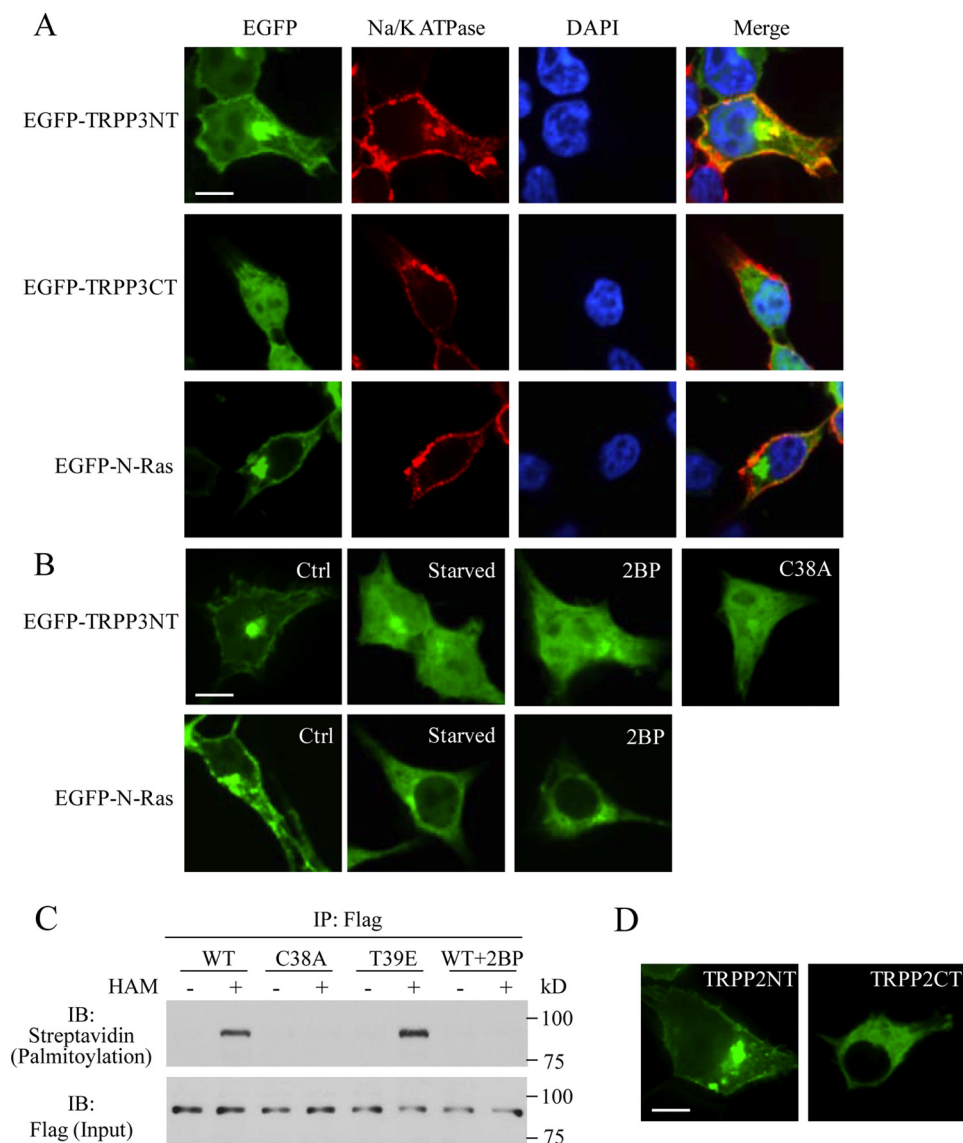 A
EGFP Na/K ATPase DAPI Merge
EGFP-TRPP3NT
EGFP-TRPP3CT
EGFP-N-Ras
B
Ctrl Starved 2BP C38A
EGFP-TRPP3NT
Ctrl Starved 2BP
EGFP-N-Ras
C
IP: Flag
WT C38A T39E WT+2BP
HAM - + - + - + - + kD
IB:
Streptavidin
(Palmitoylation)
100
75
IB:
Flag (Input)
100
75
D
TRPP2NT TRPP2CT